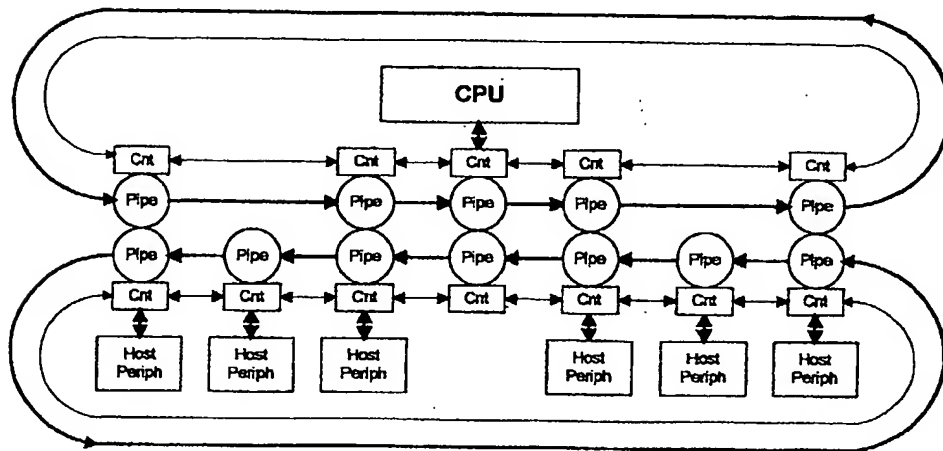 CPU
Cnt Cnt Cnt Cnt Cnt
Pipe Pipe Pipe Pipe Pipe
Pipe Pipe Pipe Pipe Pipe Pipe Pipe
Cnt Cnt Cnt Cnt Cnt Cnt Cnt
Host Host Host Host Host Host
Periph Periph Periph Periph Periph Periph